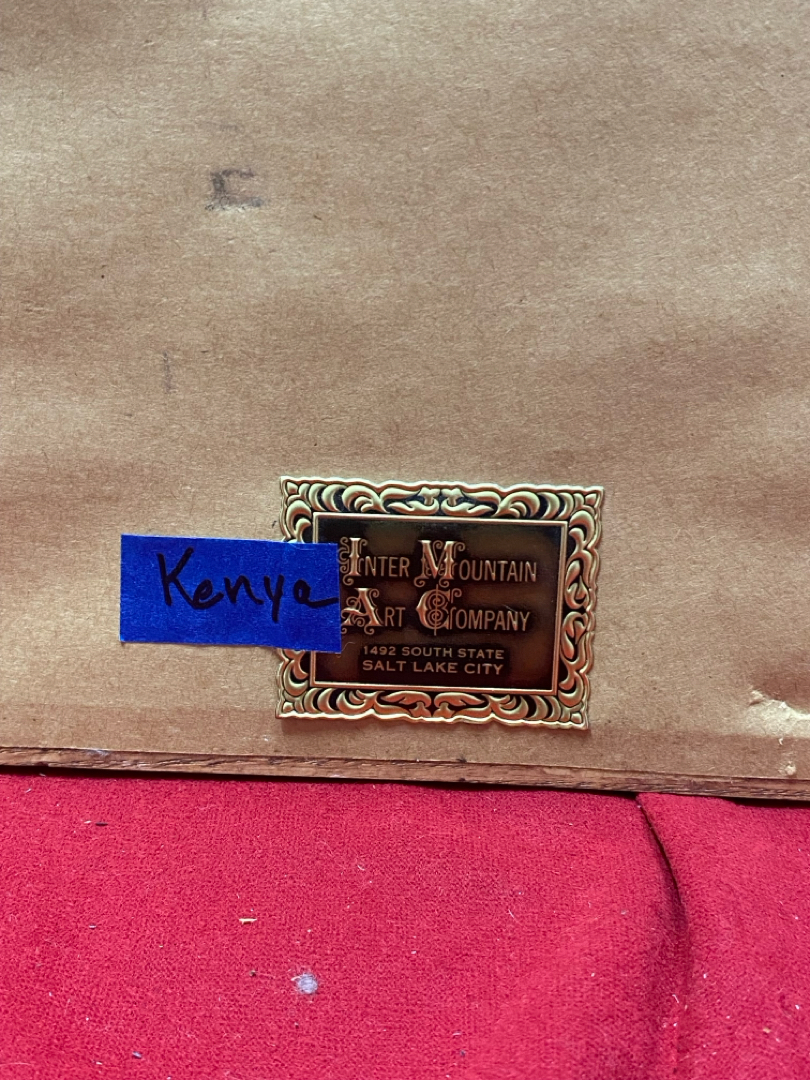 Kenya
INTER MOUNTAIN
ART COMPANY
1492 SOUTH STATE
SALT LAKE CITY